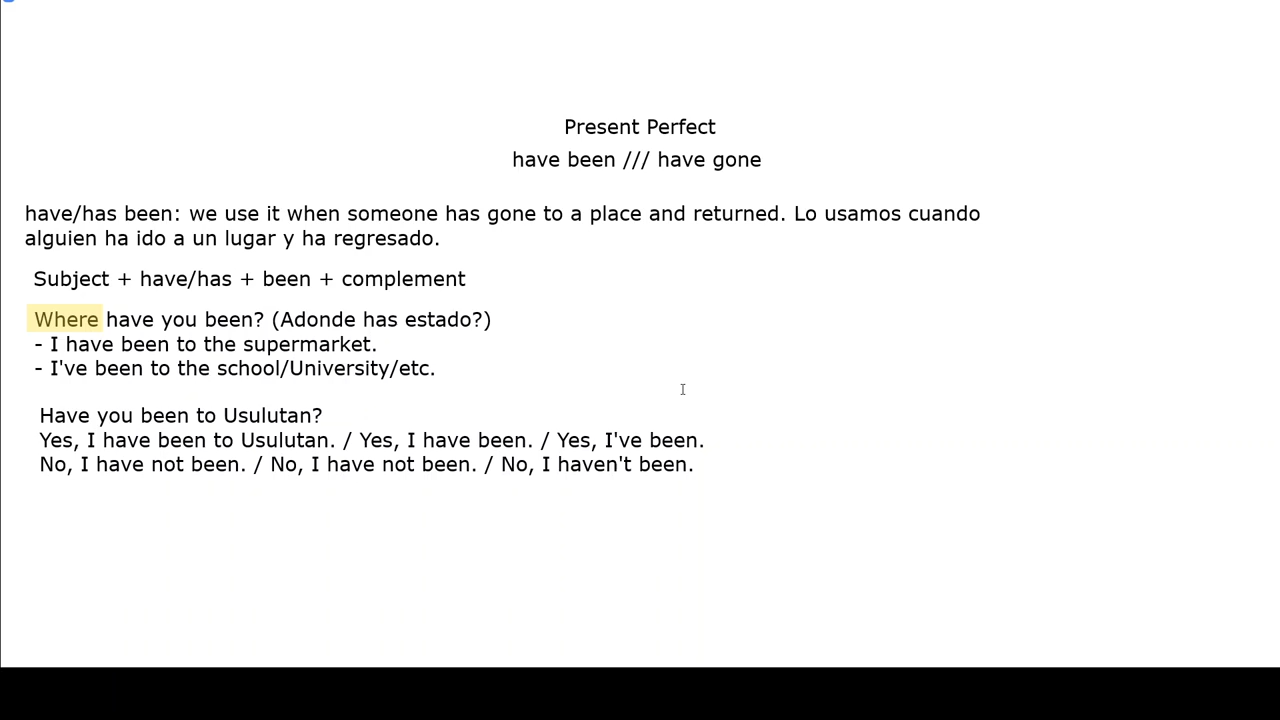 Present Perfect
have been /// have gone
have/has been: we use it when someone has gone to a place and returned. Lo usamos cuando
alguien ha ido a un lugar y ha regresado.
Subject + have/has + been + complement
Where have you been? (Adonde has estado?)
- I have been to the supermarket.
- I've been to the school/University/etc.
Have you been to Usulutan?
Yes, I have been to Usulutan. / Yes, I have been. / Yes, I've been.
No, I have not been. / No, I have not been. / No, I haven't been.